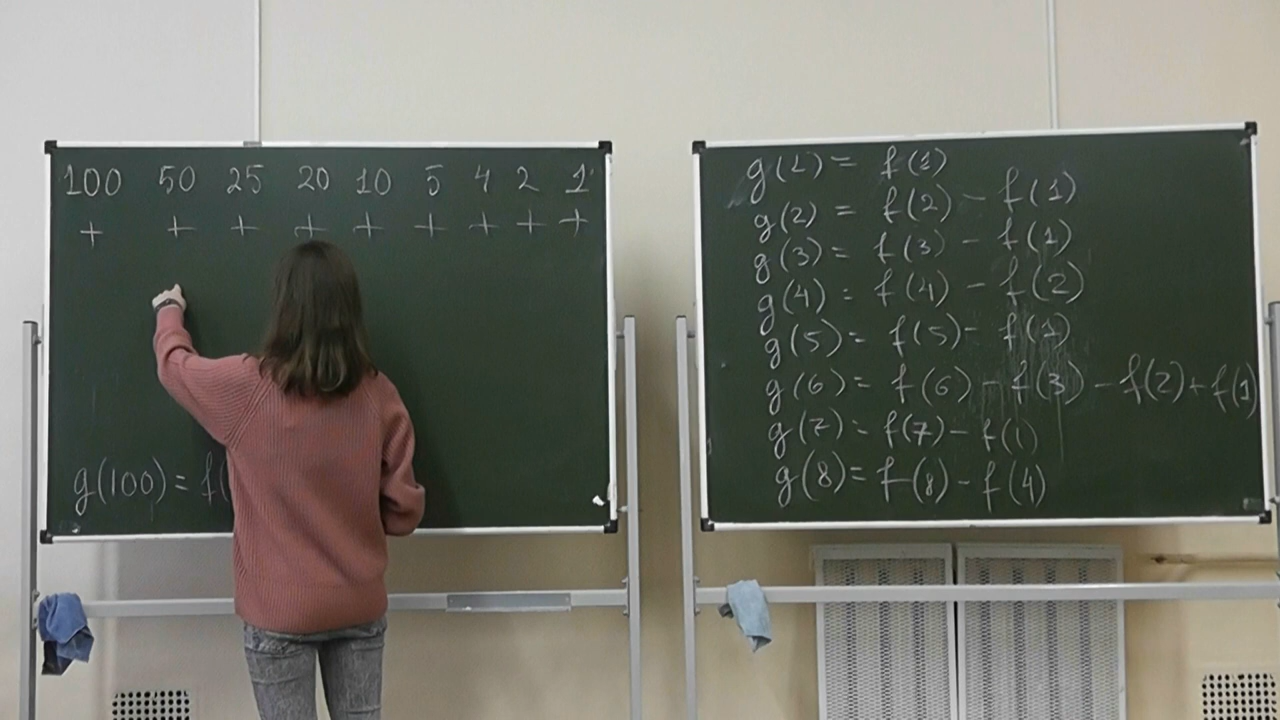 100 50 25 20 10 5 4 2 1
+ + + + + + + + +
g(100) = f(
g(1) = f(1)
g(2) = f(2) - f(1)
g(3) = f(3) - f(1)
g(4) = f(4) - f(2)
g(5) = f(5) - f(1)
g(6) = f(6) - f(3) - f(2) + f(1)
g(7) = f(7) - f(1)
g(8) = f(8) - f(4)